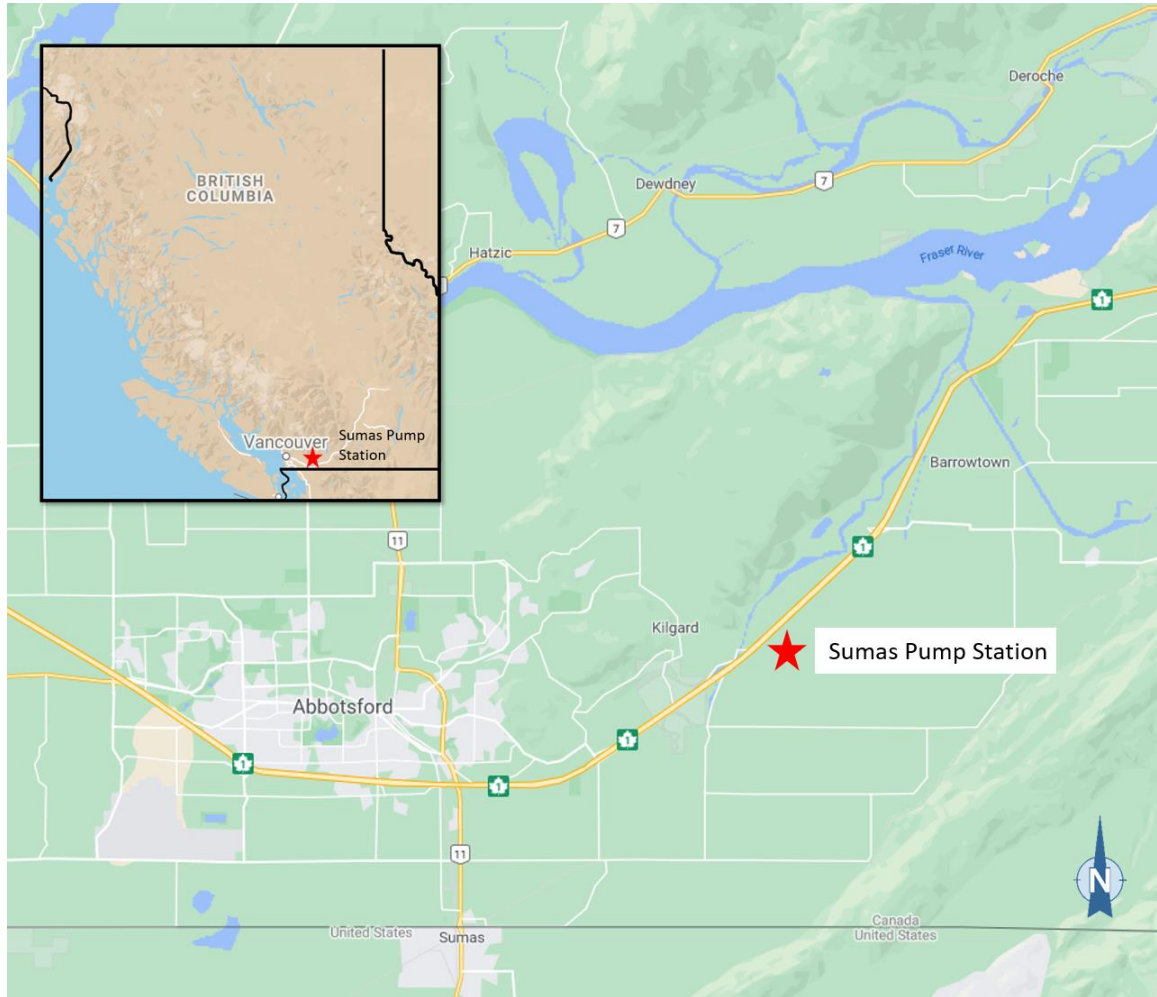 BRITISH
COLUMBIA
Vancouver
Sumas Pump
Station
Deroche
Dewdney
7
7
Hatzic
Fraser River
1
Barrowtown
11
1
Kilgard
Sumas Pump Station
Abbotsford
1
1
1
11
N
United States
Sumas
Canada
United States